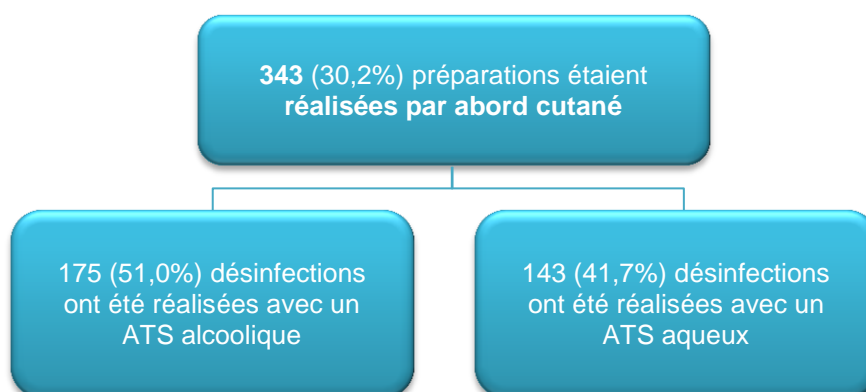 343 (30,2%) préparations étaient
réalisées par abord cutané
175 (51,0%) désinfections
ont été réalisées avec un
ATS alcoolique
143 (41,7%) désinfections
ont été réalisées avec un
ATS aqueux